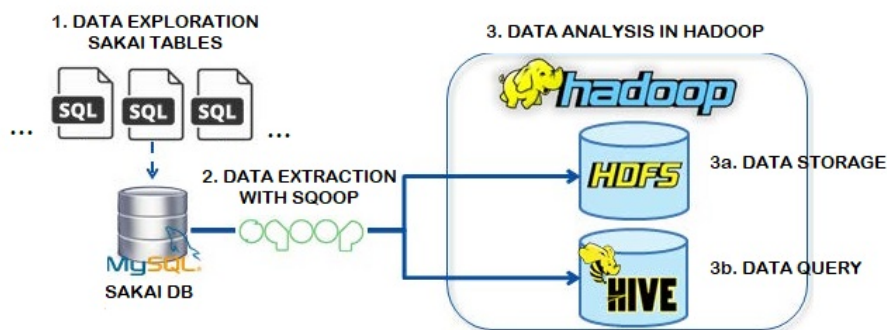 1. DATA EXPLORATION
SAKAI TABLES
SQL
SQL
SQL
...
...
MySQL
SAKAI DB
2. DATA EXTRACTION
WITH SQOOP
sqoop
3. DATA ANALYSIS IN HADOOP
hadoop
HDFS
3a. DATA STORAGE
HIVE
3b. DATA QUERY